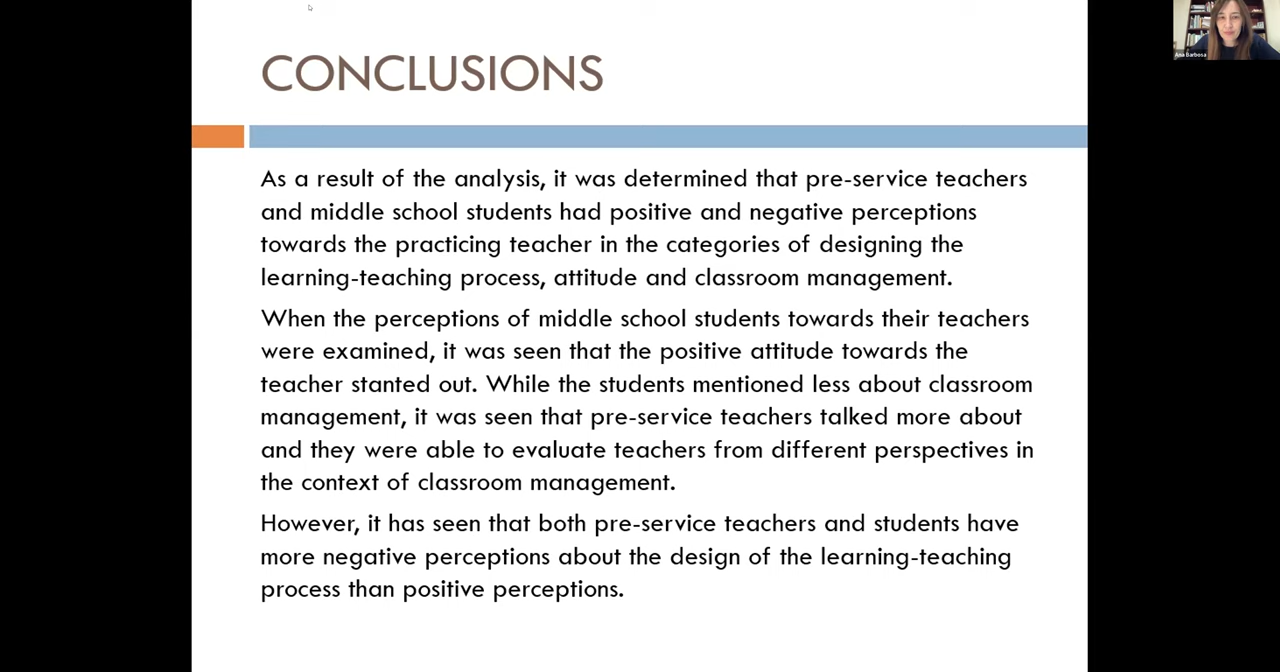 CONCLUSIONS
Ana Barbosa
As a result of the analysis, it was determined that pre-service teachers
and middle school students had positive and negative perceptions
towards the practicing teacher in the categories of designing the
learning-teaching process, attitude and classroom management.
When the perceptions of middle school students towards their teachers
were examined, it was seen that the positive attitude towards the
teacher stanted out. While the students mentioned less about classroom
management, it was seen that pre-service teachers talked more about
and they were able to evaluate teachers from different perspectives in
the context of classroom management.
However, it has seen that both pre-service teachers and students have
more negative perceptions about the design of the learning-teaching
process than positive perceptions.